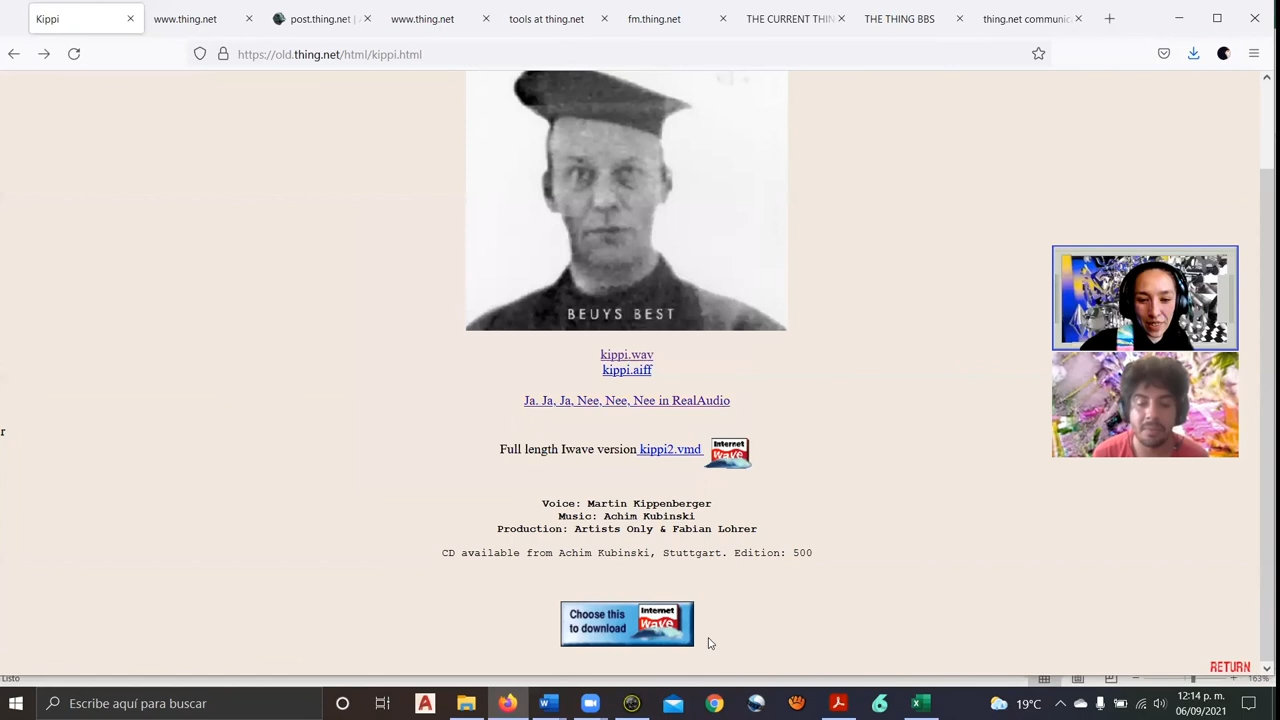 Kippi
www.thing.net
post.thing.net |
www.thing.net
tools at thing.net
fm.thing.net
THE CURRENT THIN
THE THING BBS
thing.net communic
https://old.thing.net/html/kippi.html
BEUYS BEST
kippi.wav
kippi.aiff
Ja. Ja, Ja, Nee, Nee, Nee in RealAudio
r
Full length Iwave version kippi2.vmd
Internet
wave
Voice: Martin Kippenberger
Music: Achim Kubinski
Production: Artists Only & Fabian Lohrer
CD available from Achim Kubinski, Stuttgart. Edition: 500
Choose this
to download
Internet
wave
RETURN
Listo
163%
Escribe aquí para buscar
19°C
12:14 p. m.
06/09/2021